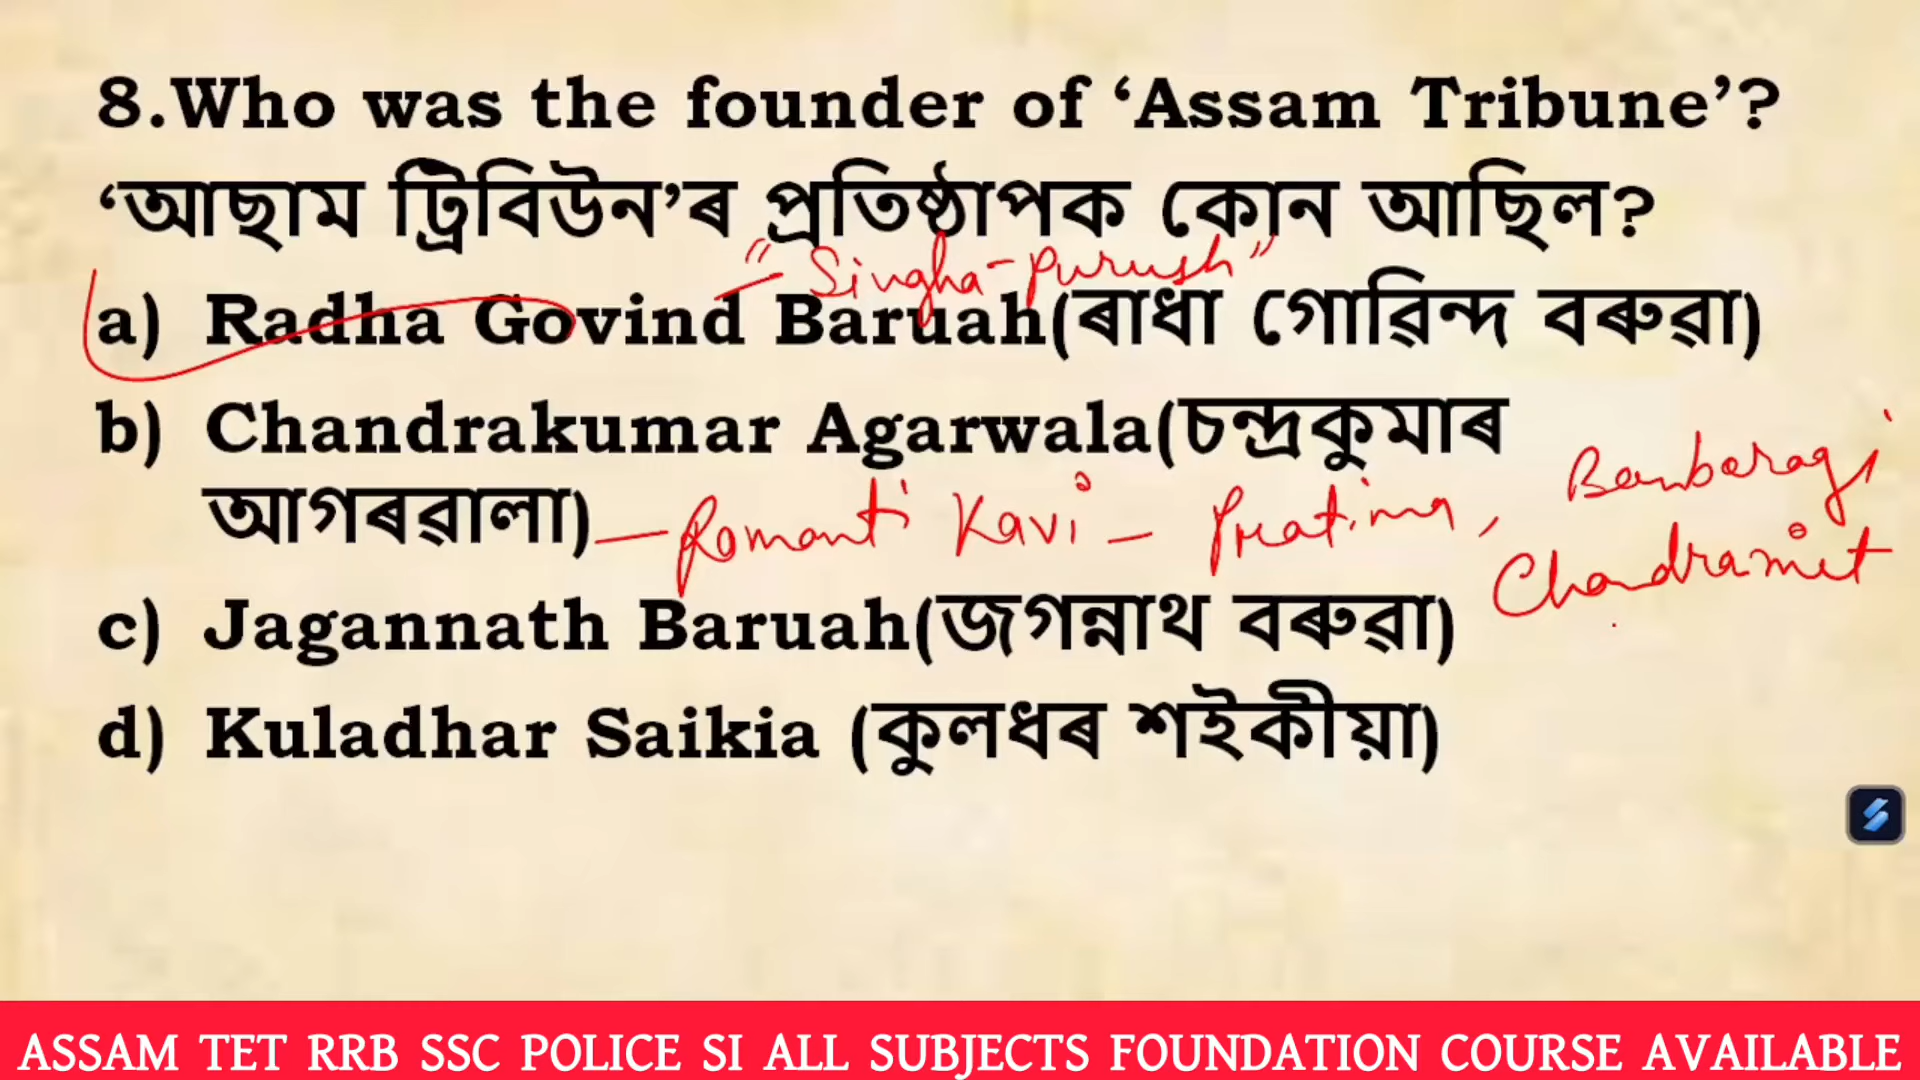 8.Who was the founder of ‘Assam Tribune’?
‘আছাম ট্ৰিবিউন’ৰ প্ৰতিষ্ঠাপক কোন আছিল?
– “Singha-purush”
a) Radha Govind Baruah(ৰাধা গোৱিন্দ বৰুৱা)
b) Chandrakumar Agarwala(চন্দ্ৰকুমাৰ
আগৰৱালা) – Romanti Kavi – Pratima,
c) Jagannath Baruah(জগন্নাথ বৰুৱা)
d) Kuladhar Saikia (কুলধৰ শইকীয়া)
ASSAM TET RRB SSC POLICE SI ALL SUBJECTS FOUNDATION COURSE AVAILABLE